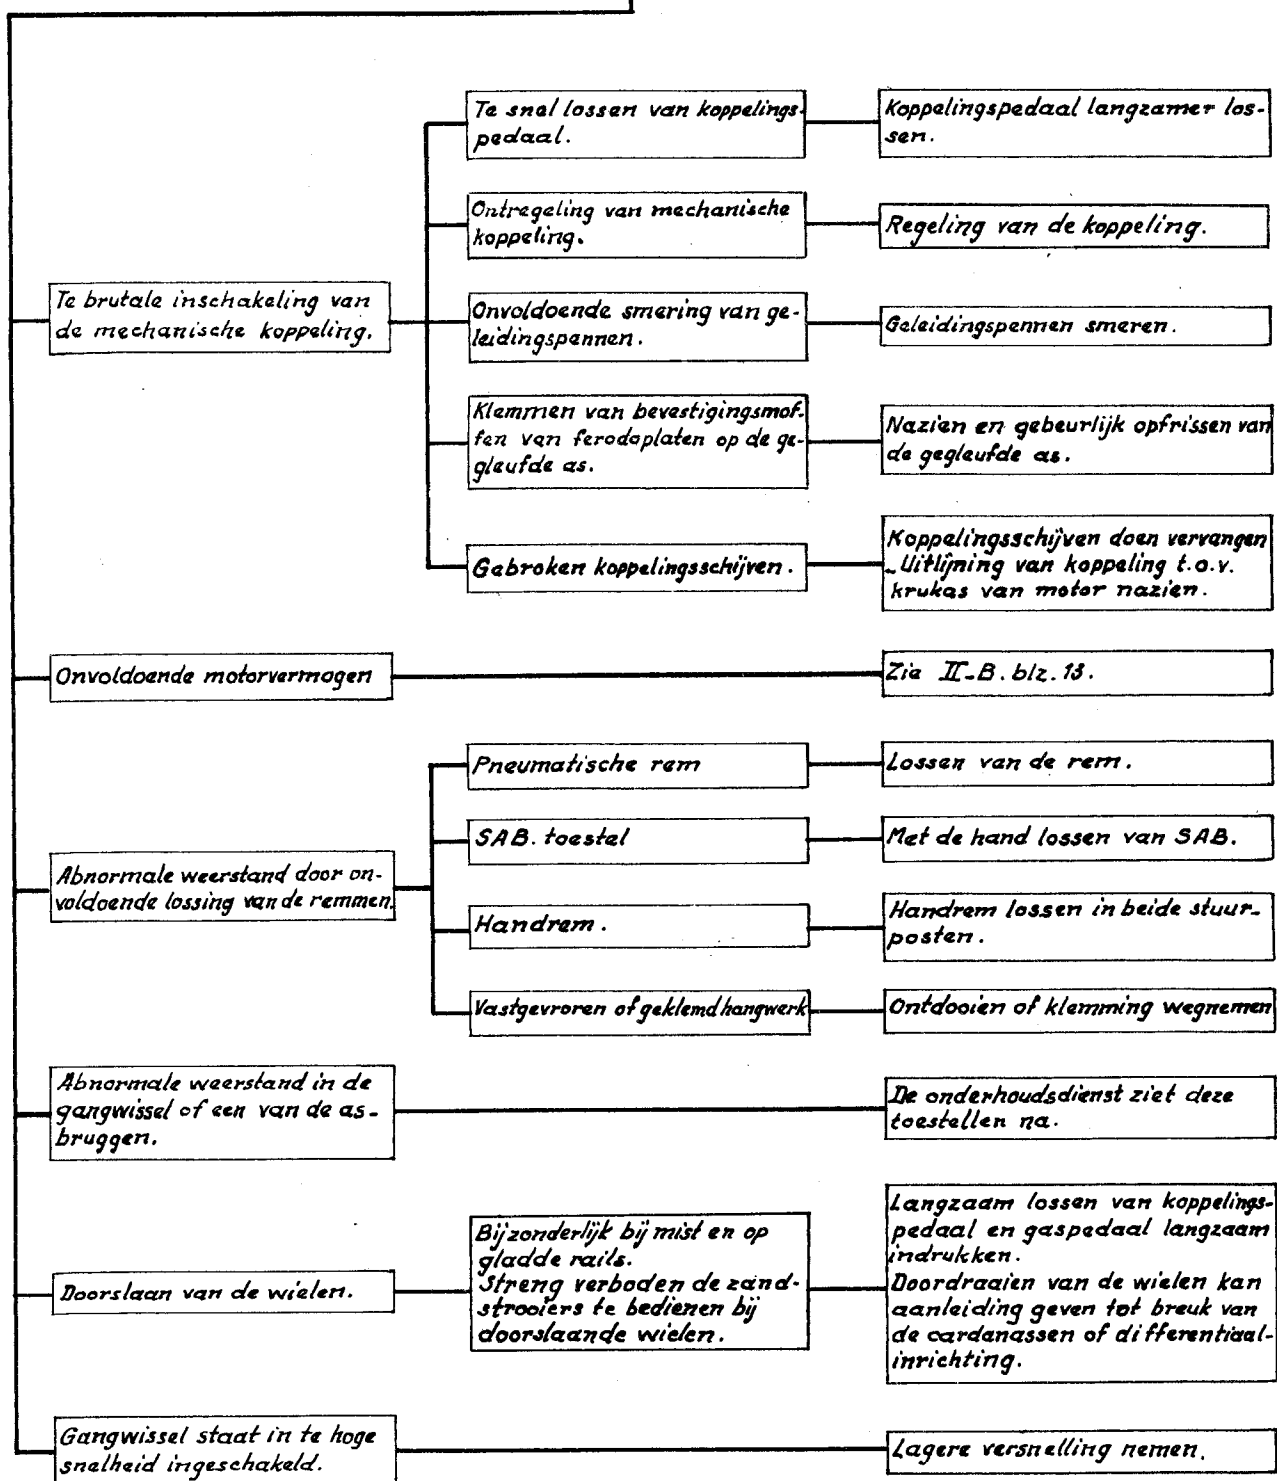 Te brutale inschakeling van
de mechanische koppeling.
Te snel lossen van koppelings-
pedaal.
Koppelingspedaal langzamer los-
sen.
Ontregeling van mechanische
koppeling.
Regeling van de koppeling.
Onvoldoende smering van ge-
leidingspennen.
Geleidingspennen smeren.
Klemmen van bevestigingsmof-
fen van ferodoplaten op de ge-
gleufde as.
Nazien en gebeurlijk opfrissen van
de gegleufde as.
Gebroken koppelingsschijven.
Koppelingsschijven doen vervangen
_Uitlijning van koppeling t.o.v.
krukas van motor nazien.
Onvoldoende motorvermogen
Zie II-B. blz. 13.
Abnormale weerstand door on-
voldoende lossing van de remmen.
Pneumatische rem
Lossen van de rem.
SAB. toestel
Met de hand lossen van SAB.
Handrem.
Handrem lossen in beide stuur-
posten.
Vastgevroren of geklemd hangwerk
Ontdooien of klemming wegnemen
Abnormale weerstand in de
gangwissel of een van de as-
bruggen.
De onderhoudsdienst ziet deze
toestellen na.
Doorslaan van de wielen.
Bijzonderlijk bij mist en op
gladde rails.
Streng verboden de zand-
strooiers te bedienen bij
doorslaande wielen.
Langzaam lossen van koppelings-
pedaal en gaspedaal langzaam
indrukken.
Doordraaien van de wielen kan
aanleiding geven tot breuk van
de cardanassen of differentiaal-
inrichting.
Gangwissel staat in te hoge
snelheid ingeschakeld.
Lagere versnelling nemen.